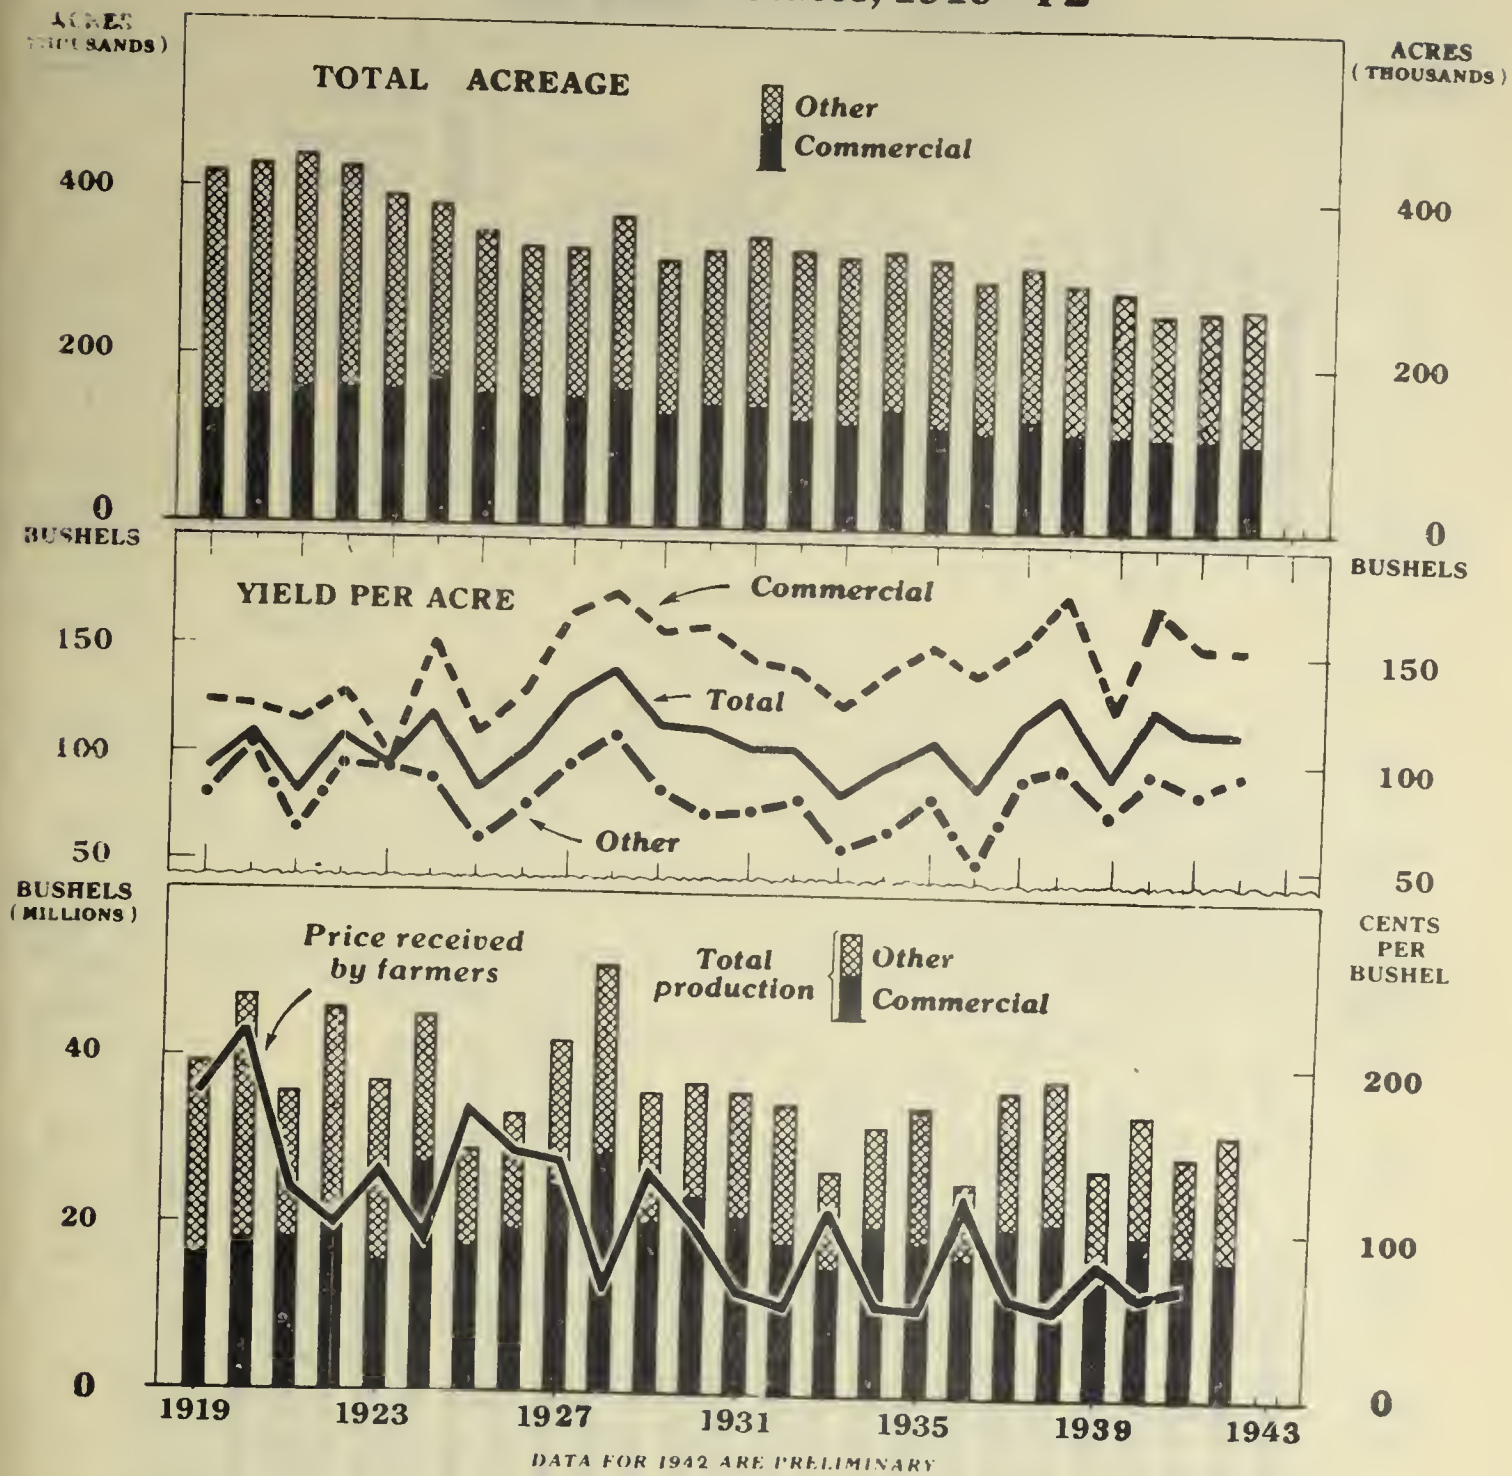 ACRES
(THOUSANDS)
ACRES
(THOUSANDS)
TOTAL ACREAGE
Other
Commercial
400
200
0
400
200
0
BUSHELS
BUSHELS
YIELD PER ACRE
Commercial
Total
Other
150
100
50
150
100
50
BUSHELS
(MILLIONS)
CENTS
PER
BUSHEL
Price received
by farmers
Total
production
Other
Commercial
40
20
0
200
100
0
1919
1923
1927
1931
1935
1939
1943
DATA FOR 1942 ARE PRELIMINARY